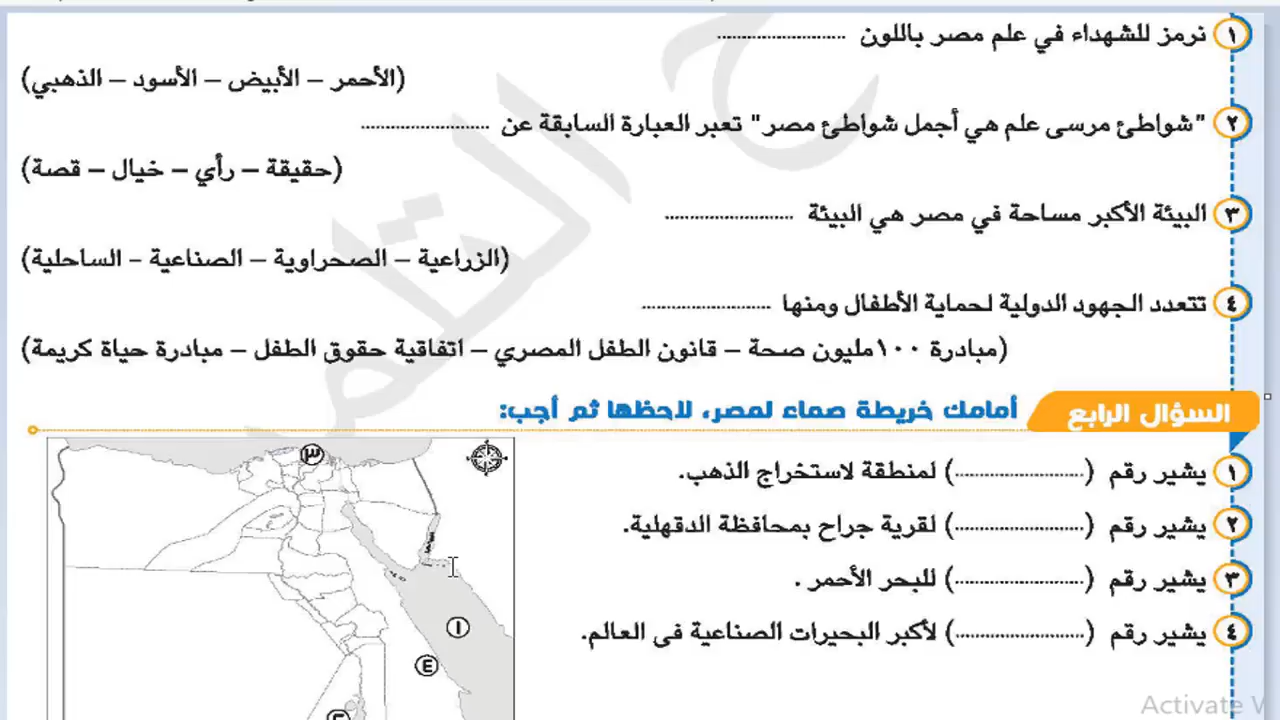 ١ نرمز للشهداء في علم مصر باللون ........................
(الأحمر – الأبيض – الأسود – الذهبي)
٢ "شواطئ مرسى علم هي أجمل شواطئ مصر" تعبر العبارة السابقة عن ........................
(حقيقة – رأي – خيال – قصة)
٣ البيئة الأكبر مساحة في مصر هي البيئة ........................
(الزراعية – الصحراوية – الصناعية – الساحلية)
٤ تتعدد الجهود الدولية لحماية الأطفال ومنها ........................
(مبادرة ١٠٠مليون صحة – قانون الطفل المصري – اتفاقية حقوق الطفل – مبادرة حياة كريمة)
السؤال الرابع أمامك خريطة صماء لمصر، لاحظها ثم أجب:
١ يشير رقم (........................) لمنطقة لاستخراج الذهب.
٢ يشير رقم (........................) لقرية جراح بمحافظة الدقهلية.
٣ يشير رقم (........................) للبحر الأحمر .
٤ يشير رقم (........................) لأكبر البحيرات الصناعية فى العالم.
٣
١
٤
٢
Activate W